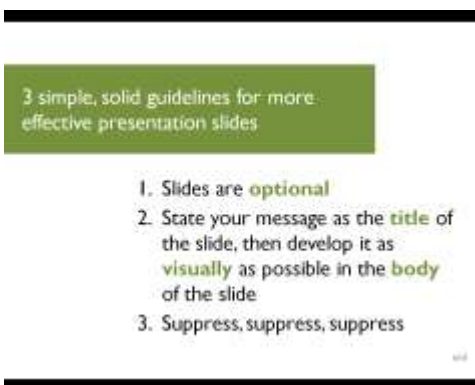 3 simple, solid guidelines for more
effective presentation slides
1. Slides are optional
2. State your message as the title of
the slide, then develop it as
visually as possible in the body
of the slide
3. Suppress, suppress, suppress